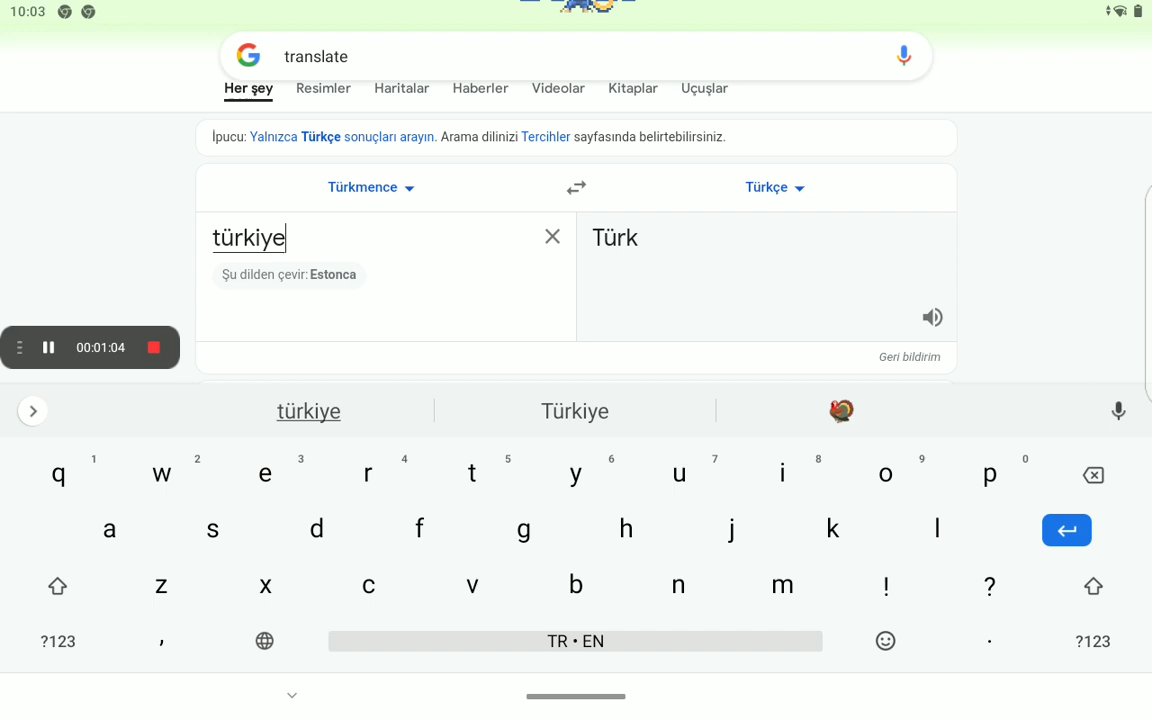 10:03
translate
Her şey Resimler Haritalar Haberler Videolar Kitaplar Uçuşlar
İpucu: Yalnızca Türkçe sonuçları arayın. Arama dilinizi Tercihler sayfasında belirtebilirsiniz.
Türkmence Türkçe
türkiye Türk
Şu dilden çevir: Estonca
00:01:04
Geri bildirim
türkiye Türkiye
1 2 3 4 5 6 7 8 9 0
q w e r t y u i o p
a s d f g h j k l
z x c v b n m ! ?
?123 , TR • EN . ?123